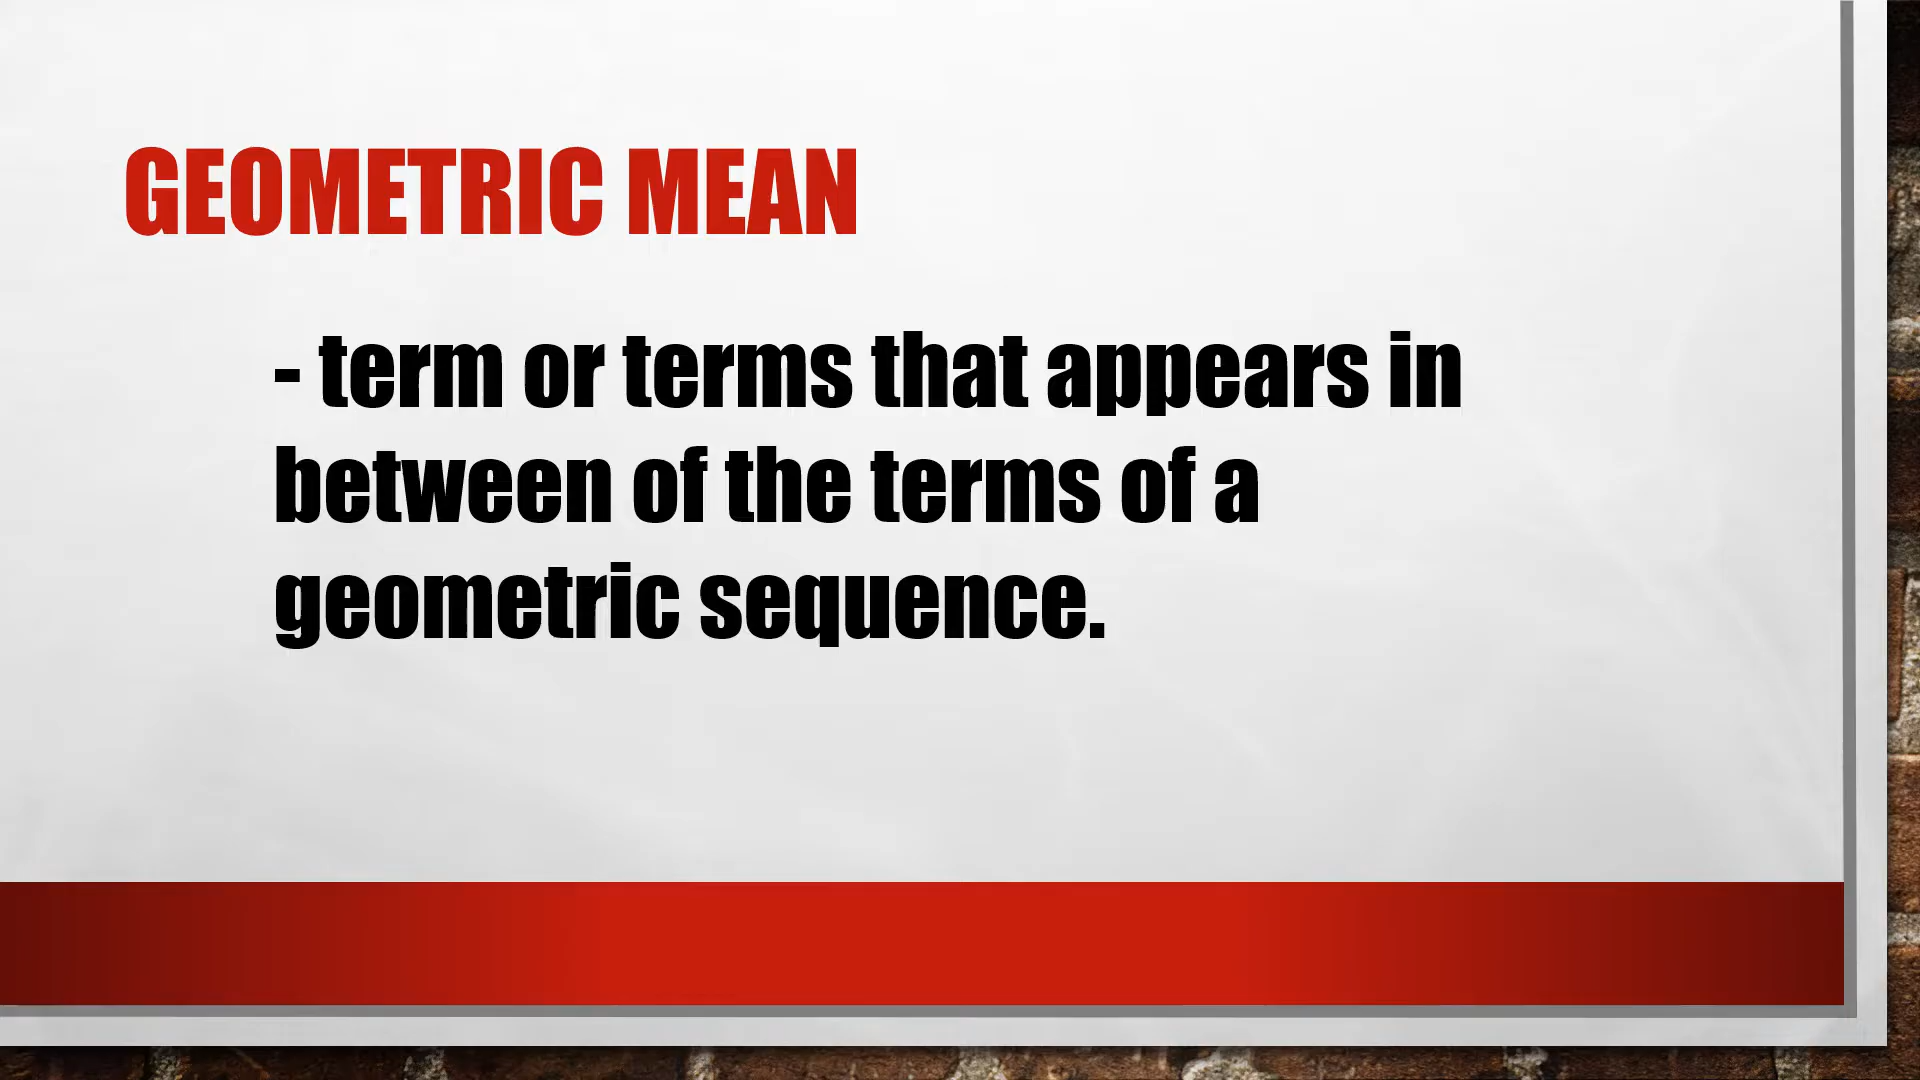 GEOMETRIC MEAN
- term or terms that appears in
between of the terms of a
geometric sequence.